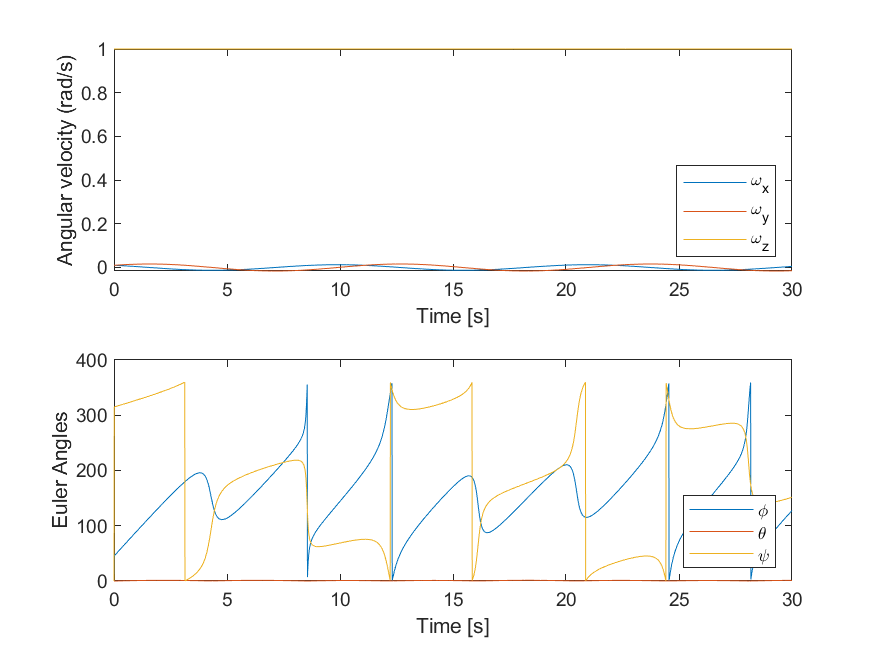 Angular velocity (rad/s)
1
0.8
0.6
0.4
0.2
0
0 5 10 15 20 25 30
Time [s]
ω_x
ω_y
ω_z
Euler Angles
400
300
200
100
0
0 5 10 15 20 25 30
Time [s]
ϕ
θ
ψ